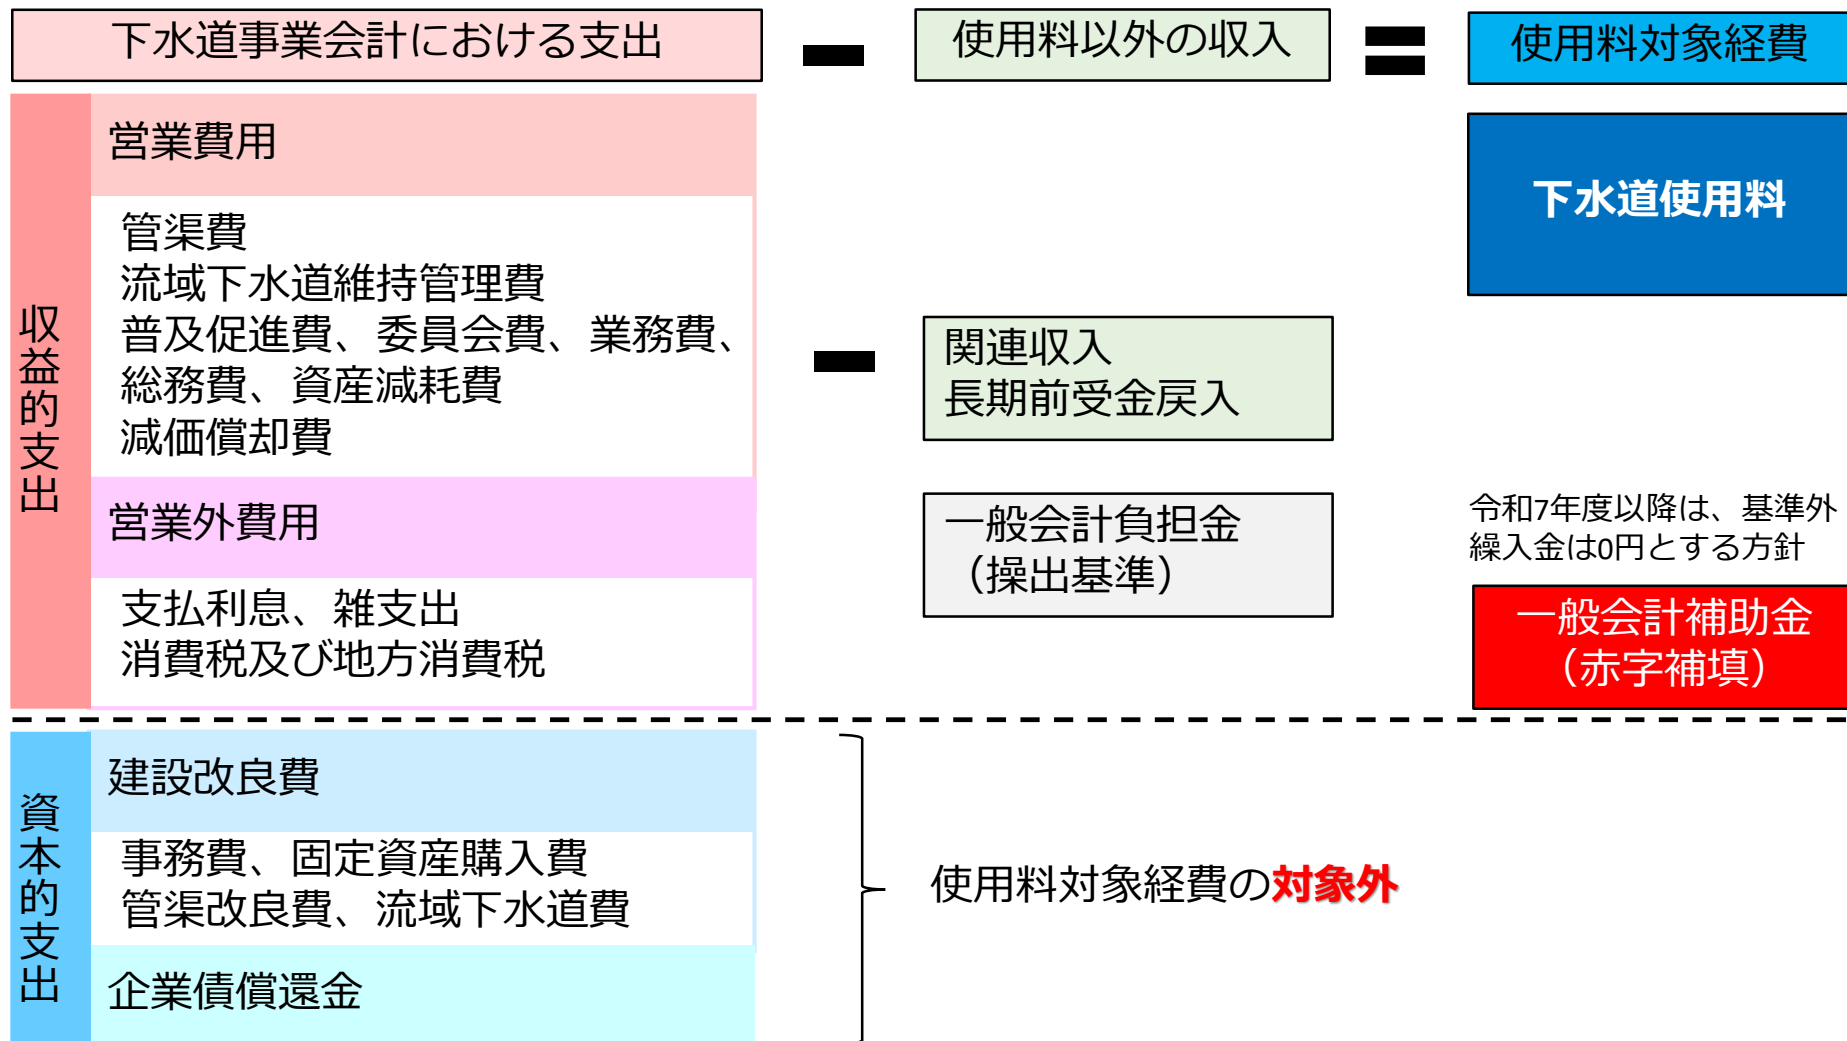 下水道事業会計における支出
使用料以外の収入
使用料対象経費
収益的支出
営業費用
管渠費
流域下水道維持管理費
普及促進費、委員会費、業務費、
総務費、資産減耗費
減価償却費
営業外費用
支払利息、雑支出
消費税及び地方消費税
関連収入
長期前受金戻入
一般会計負担金
（操出基準）
下水道使用料
令和7年度以降は、基準外
繰入金は0円とする方針
一般会計補助金
（赤字補填）
資本的支出
建設改良費
事務費、固定資産購入費
管渠改良費、流域下水道費
企業債償還金
使用料対象経費の対象外